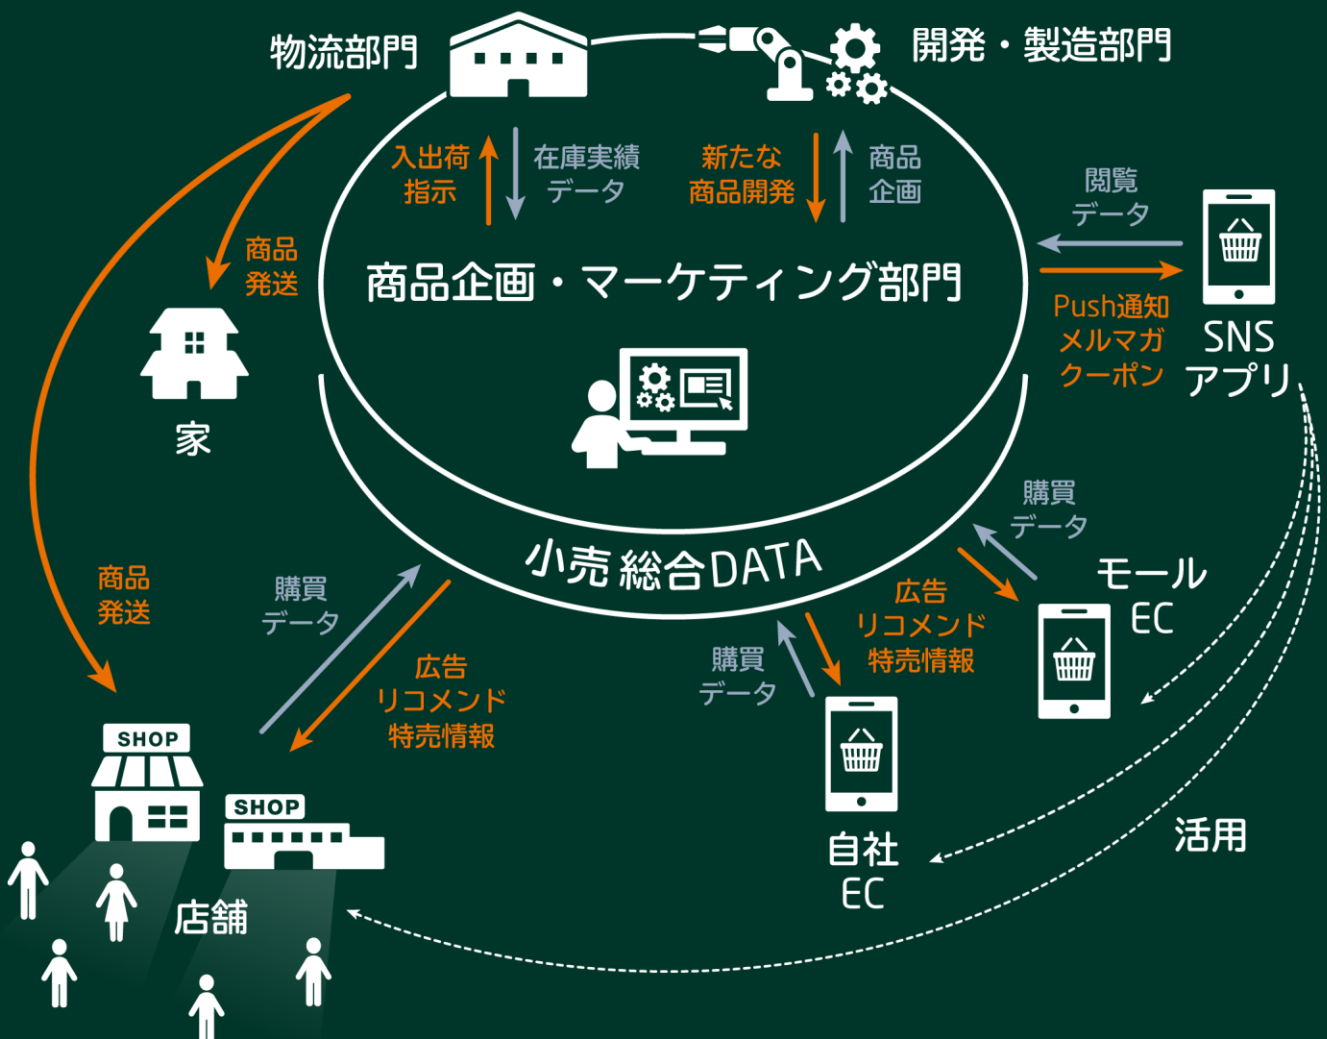 物流部門
開発・製造部門
入出荷
指示
在庫実績
データ
新たな
商品開発
商品
企画
閲覧
データ
商品
発送
商品企画・マーケティング部門
Push通知
メルマガ
クーポン
SNS
アプリ
家
購買
データ
小売総合DATA
モール
EC
商品
発送
購買
データ
広告
リコメンド
特売情報
広告
リコメンド
特売情報
購買
データ
SHOP
SHOP
自社
EC
活用
店舗